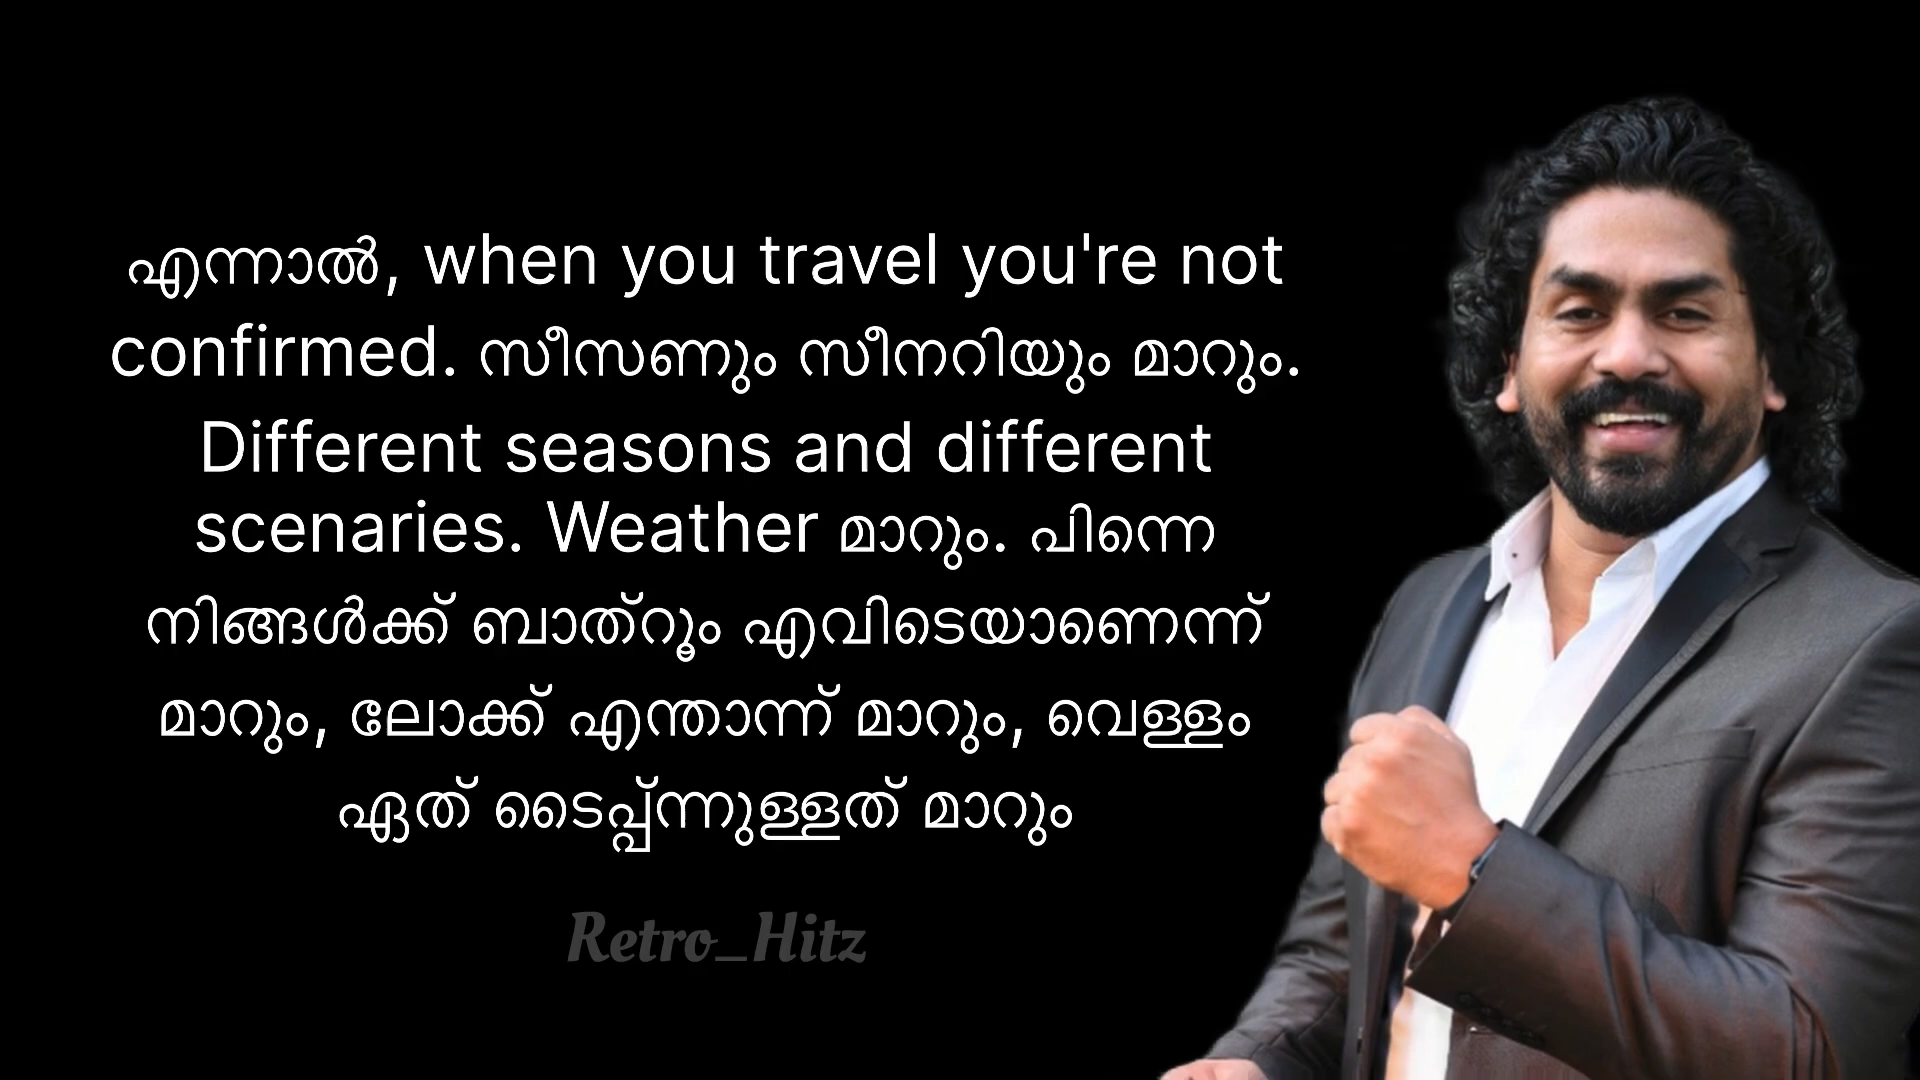 എന്നാൽ, when you travel you're not
confirmed. സീസണും സീനറിയും മാറും.
Different seasons and different
scenaries. Weather മാറും. പിന്നെ
നിങ്ങൾക്ക് ബാത്റൂം എവിടെയാണെന്ന്
മാറും, ലോക്ക് എന്താന്ന് മാറും, വെള്ളം
ഏത് ടൈപ്പ്ന്നുള്ളത് മാറും
Retro_Hitz